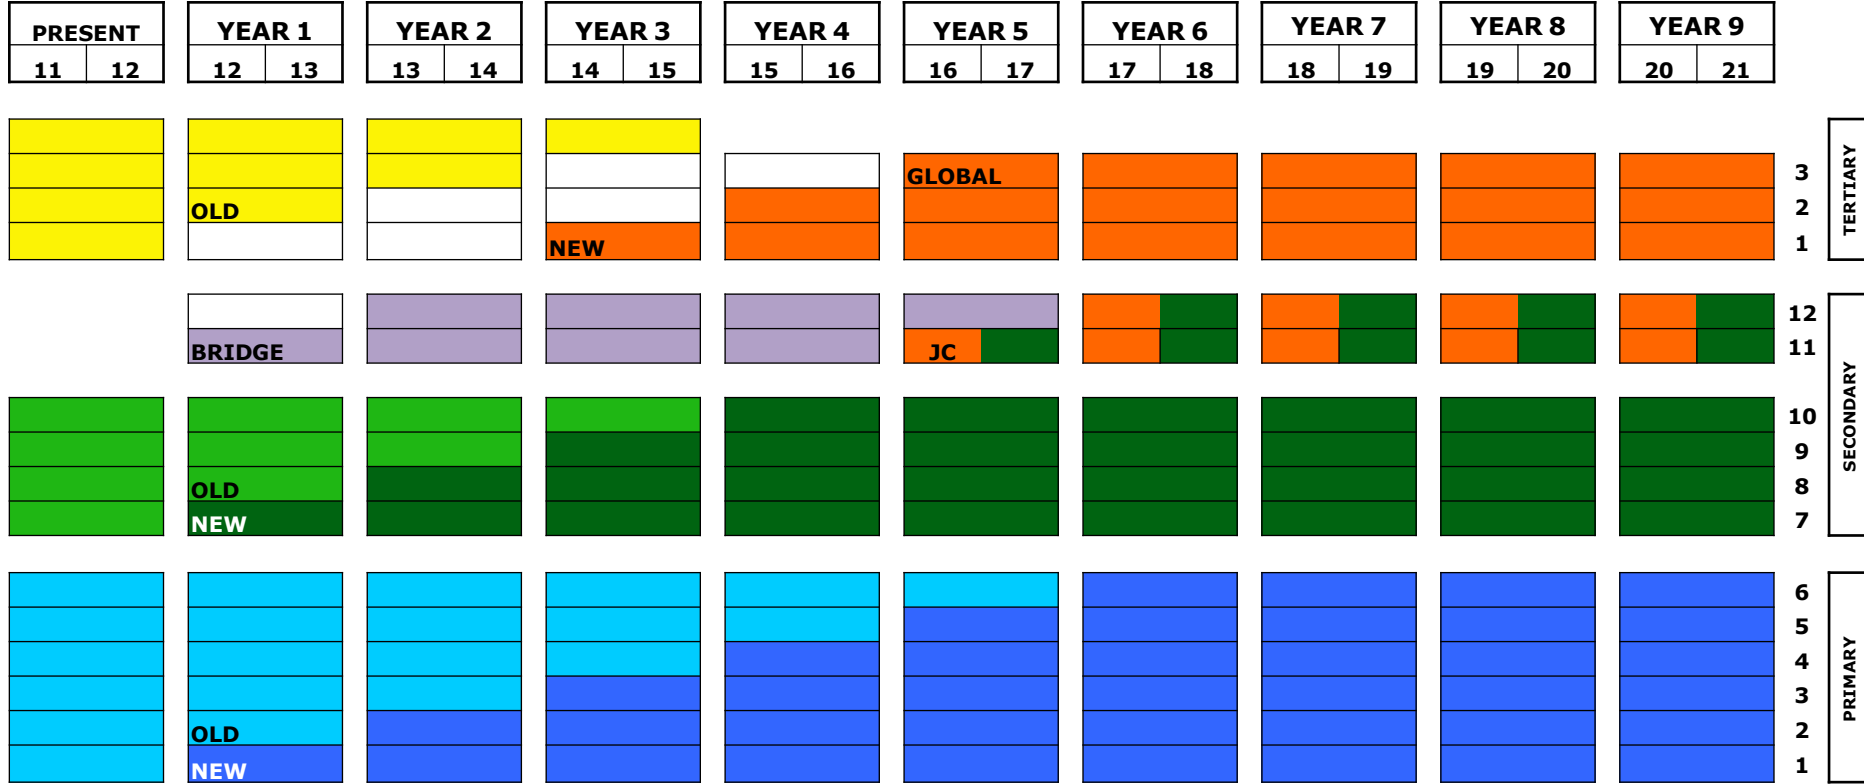 PRESENT YEAR 1 YEAR 2 YEAR 3 YEAR 4 YEAR 5 YEAR 6 YEAR 7 YEAR 8 YEAR 9
11 12 12 13 13 14 14 15 15 16 16 17 17 18 18 19 19 20 20 21
TERTIARY
GLOBAL 3
OLD 2
NEW 1
SECONDARY
12
BRIDGE JC 11
10
9
OLD 8
NEW 7
PRIMARY
6
5
4
3
OLD 2
NEW 1